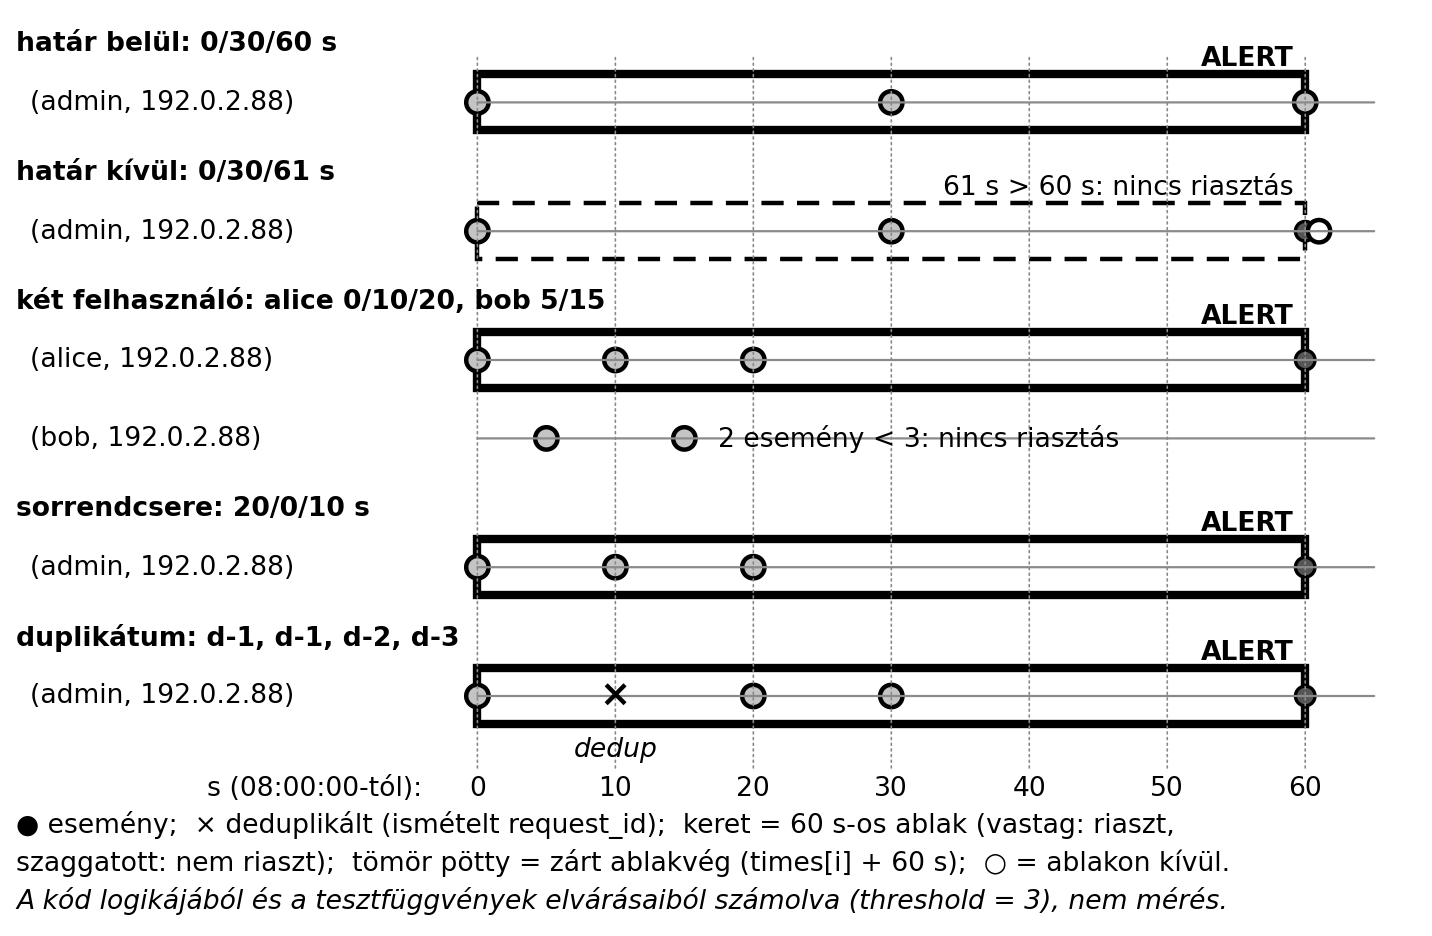 határ belül: 0/30/60 s
ALERT
(admin, 192.0.2.88)
határ kívül: 0/30/61 s
61 s > 60 s: nincs riasztás
(admin, 192.0.2.88)
két felhasználó: alice 0/10/20, bob 5/15
ALERT
(alice, 192.0.2.88)
(bob, 192.0.2.88)
2 esemény < 3: nincs riasztás
sorrendcsere: 20/0/10 s
ALERT
(admin, 192.0.2.88)
duplikátum: d-1, d-1, d-2, d-3
ALERT
(admin, 192.0.2.88)
dedup
s (08:00:00-tól): 0 10 20 30 40 50 60
● esemény; × deduplikált (ismételt request_id); keret = 60 s-os ablak (vastag: riaszt,
szaggatott: nem riaszt); tömör pötty = zárt ablakvég (times[i] + 60 s); ○ = ablakon kívül.
A kód logikájából és a tesztfüggvények elvárásaiból számolva (threshold = 3), nem mérés.